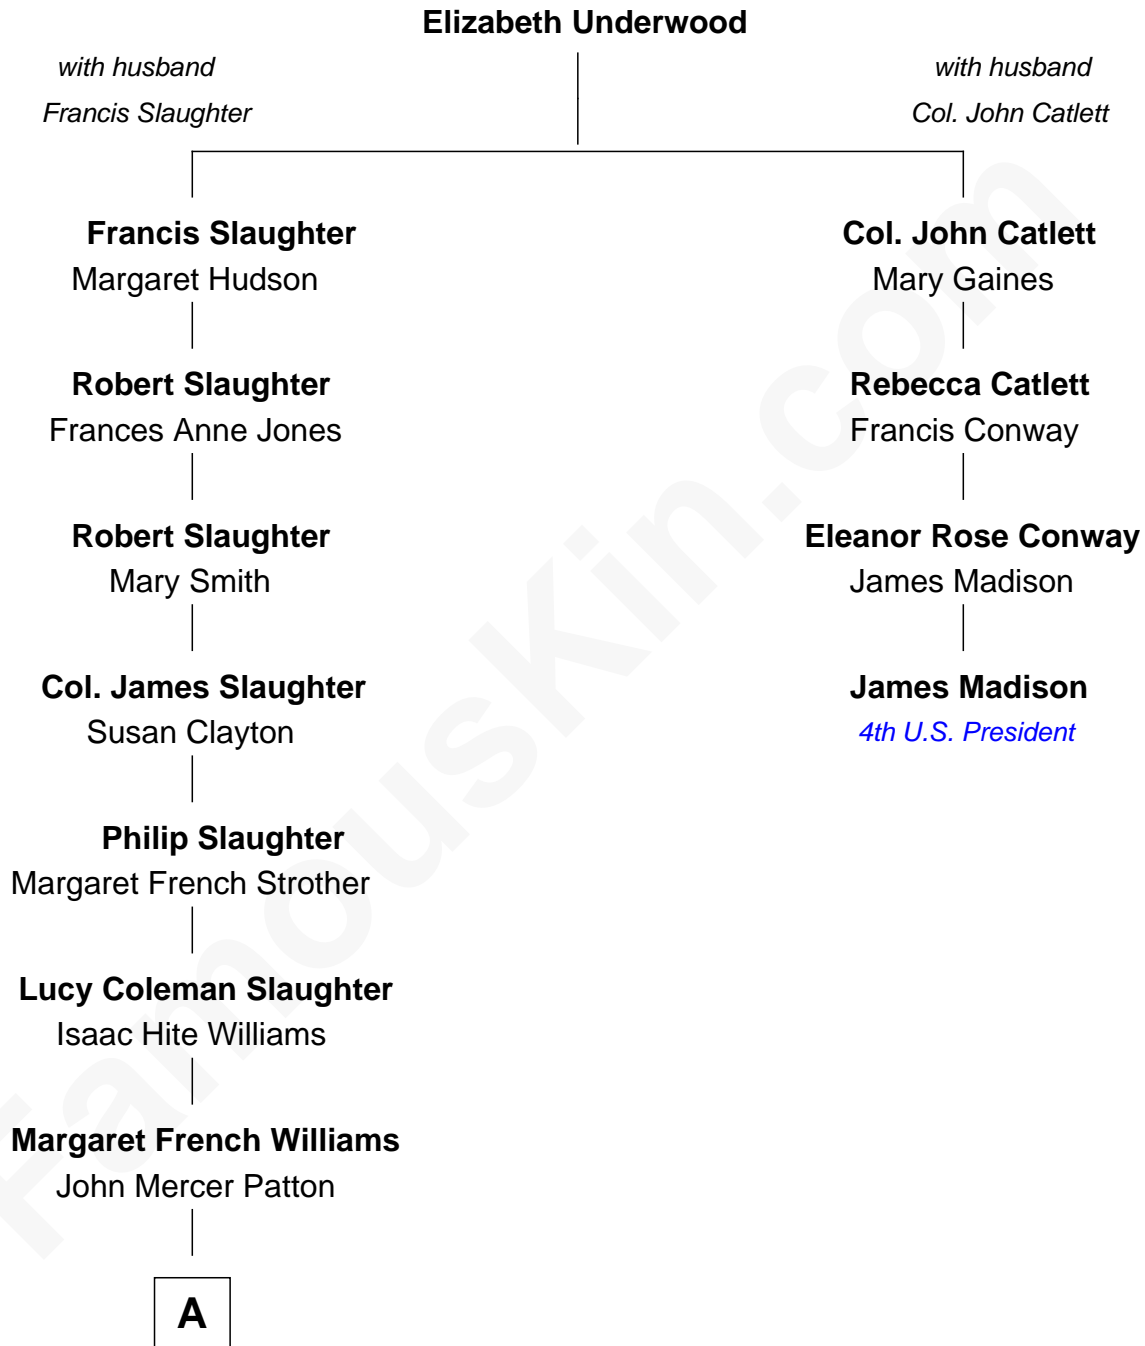 Elizabeth Underwood
with husband
Francis Slaughter
with husband
Col. John Catlett
Francis Slaughter
Margaret Hudson
Col. John Catlett
Mary Gaines
Robert Slaughter
Frances Anne Jones
Rebecca Catlett
Francis Conway
Robert Slaughter
Mary Smith
Eleanor Rose Conway
James Madison
Col. James Slaughter
Susan Clayton
James Madison
4th U.S. President
Philip Slaughter
Margaret French Strother
Lucy Coleman Slaughter
Isaac Hite Williams
Margaret French Williams
John Mercer Patton
A
FamousKin.com